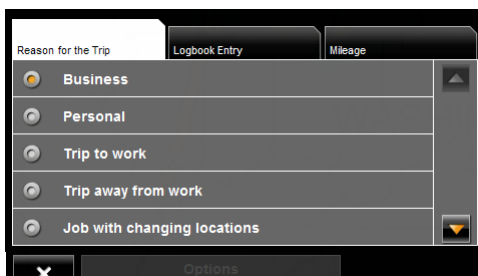 Reason for the Trip Logbook Entry Mileage
Business
Personal
Trip to work
Trip away from work
Job with changing locations
Options